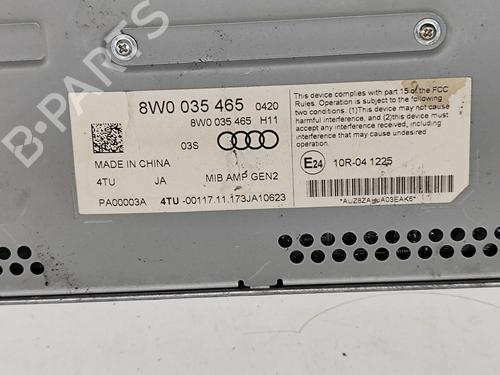 8W0 035 465 0420
8W0 035 465 H11
03S
MADE IN CHINA
4TU JA MIB AMP GEN2
PA00003A 4TU -00117.11.173JA10623
This device complies with part 15 of the FCC
Rules. Operation is subject to the following
two conditions. (1)This device may not cause
harmful interference, and (2)this device must
accept any interference received, including
interference that may cause undesired
operation.
E24 10R-04 1225
B-PARTS